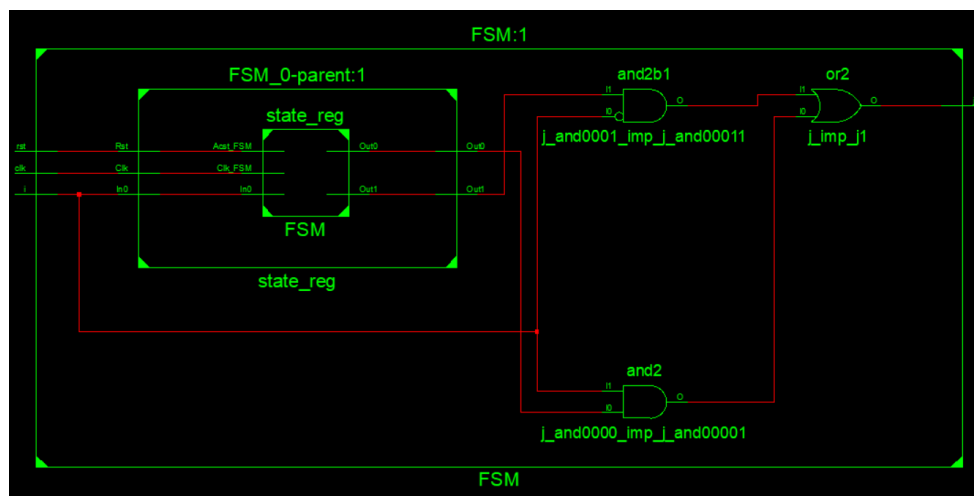 FSM:1
FSM_0-parent:1
and2b1
or2
state_reg
I1
O
I1
O
I0
I0
j_and0001_imp_j_and00011
j_imp_j1
rst
Rst
Acst_FSM
Out0
Out0
clk
Clk
Clk_FSM
i
In0
In0
Out1
Out1
FSM
state_reg
and2
I1
O
I0
j_and0000_imp_j_and00001
FSM